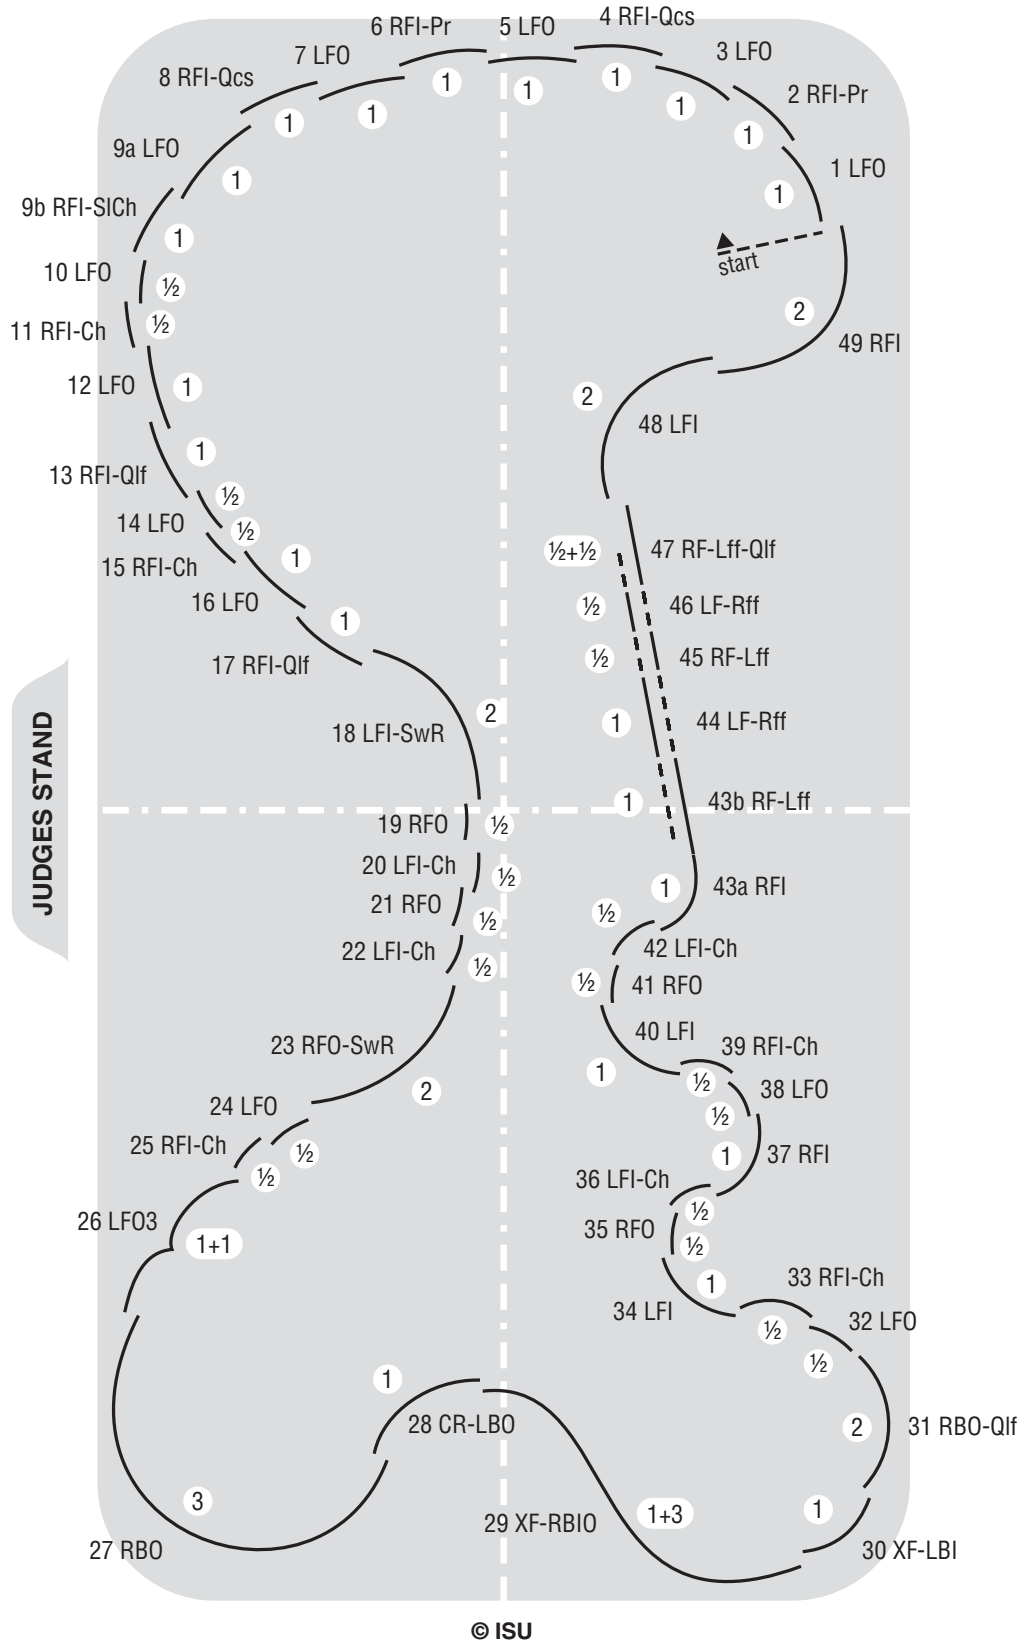 6 RFI-Pr
5 LFO
4 RFI-Qcs
7 LFO
3 LFO
8 RFI-Qcs
2 RFI-Pr
1
1
1
1
1
1
1
9a LFO
1 LFO
1
1
9b RFI-SlCh
1
start
10 LFO
½
2
11 RFI-Ch
½
49 RFI
12 LFO
1
2
48 LFI
1
13 RFI-Qlf
½
14 LFO
½
1
½+½
47 RF-Lff-Qlf
15 RFI-Ch
16 LFO
½
46 LF-Rff
1
17 RFI-Qlf
½
45 RF-Lff
2
18 LFI-SwR
1
44 LF-Rff
JUDGES STAND
1
43b RF-Lff
19 RFO
½
20 LFI-Ch
½
1
43a RFI
21 RFO
½
½
22 LFI-Ch
½
42 LFI-Ch
½
41 RFO
23 RFO-SwR
40 LFI
39 RFI-Ch
2
1
½
38 LFO
24 LFO
½
25 RFI-Ch
½
1
37 RFI
½
36 LFI-Ch
½
26 LFO3
1+1
35 RFO
½
1
33 RFI-Ch
34 LFI
½
32 LFO
½
1
28 CR-LBO
2
31 RBO-Qlf
3
29 XF-RBIO
1+3
1
27 RBO
30 XF-LBI
© ISU